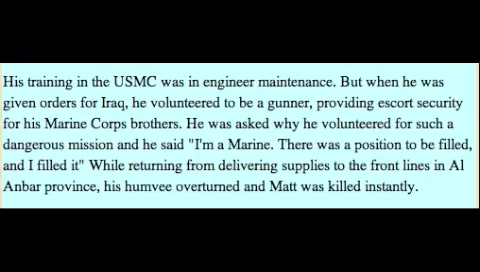 His training in the USMC was in engineer maintenance. But when he was
given orders for Iraq, he volunteered to be a gunner, providing escort security
for his Marine Corps brothers. He was asked why he volunteered for such a
dangerous mission and he said "I'm a Marine. There was a position to be filled,
and I filled it" While returning from delivering supplies to the front lines in Al
Anbar province, his humvee overturned and Matt was killed instantly.